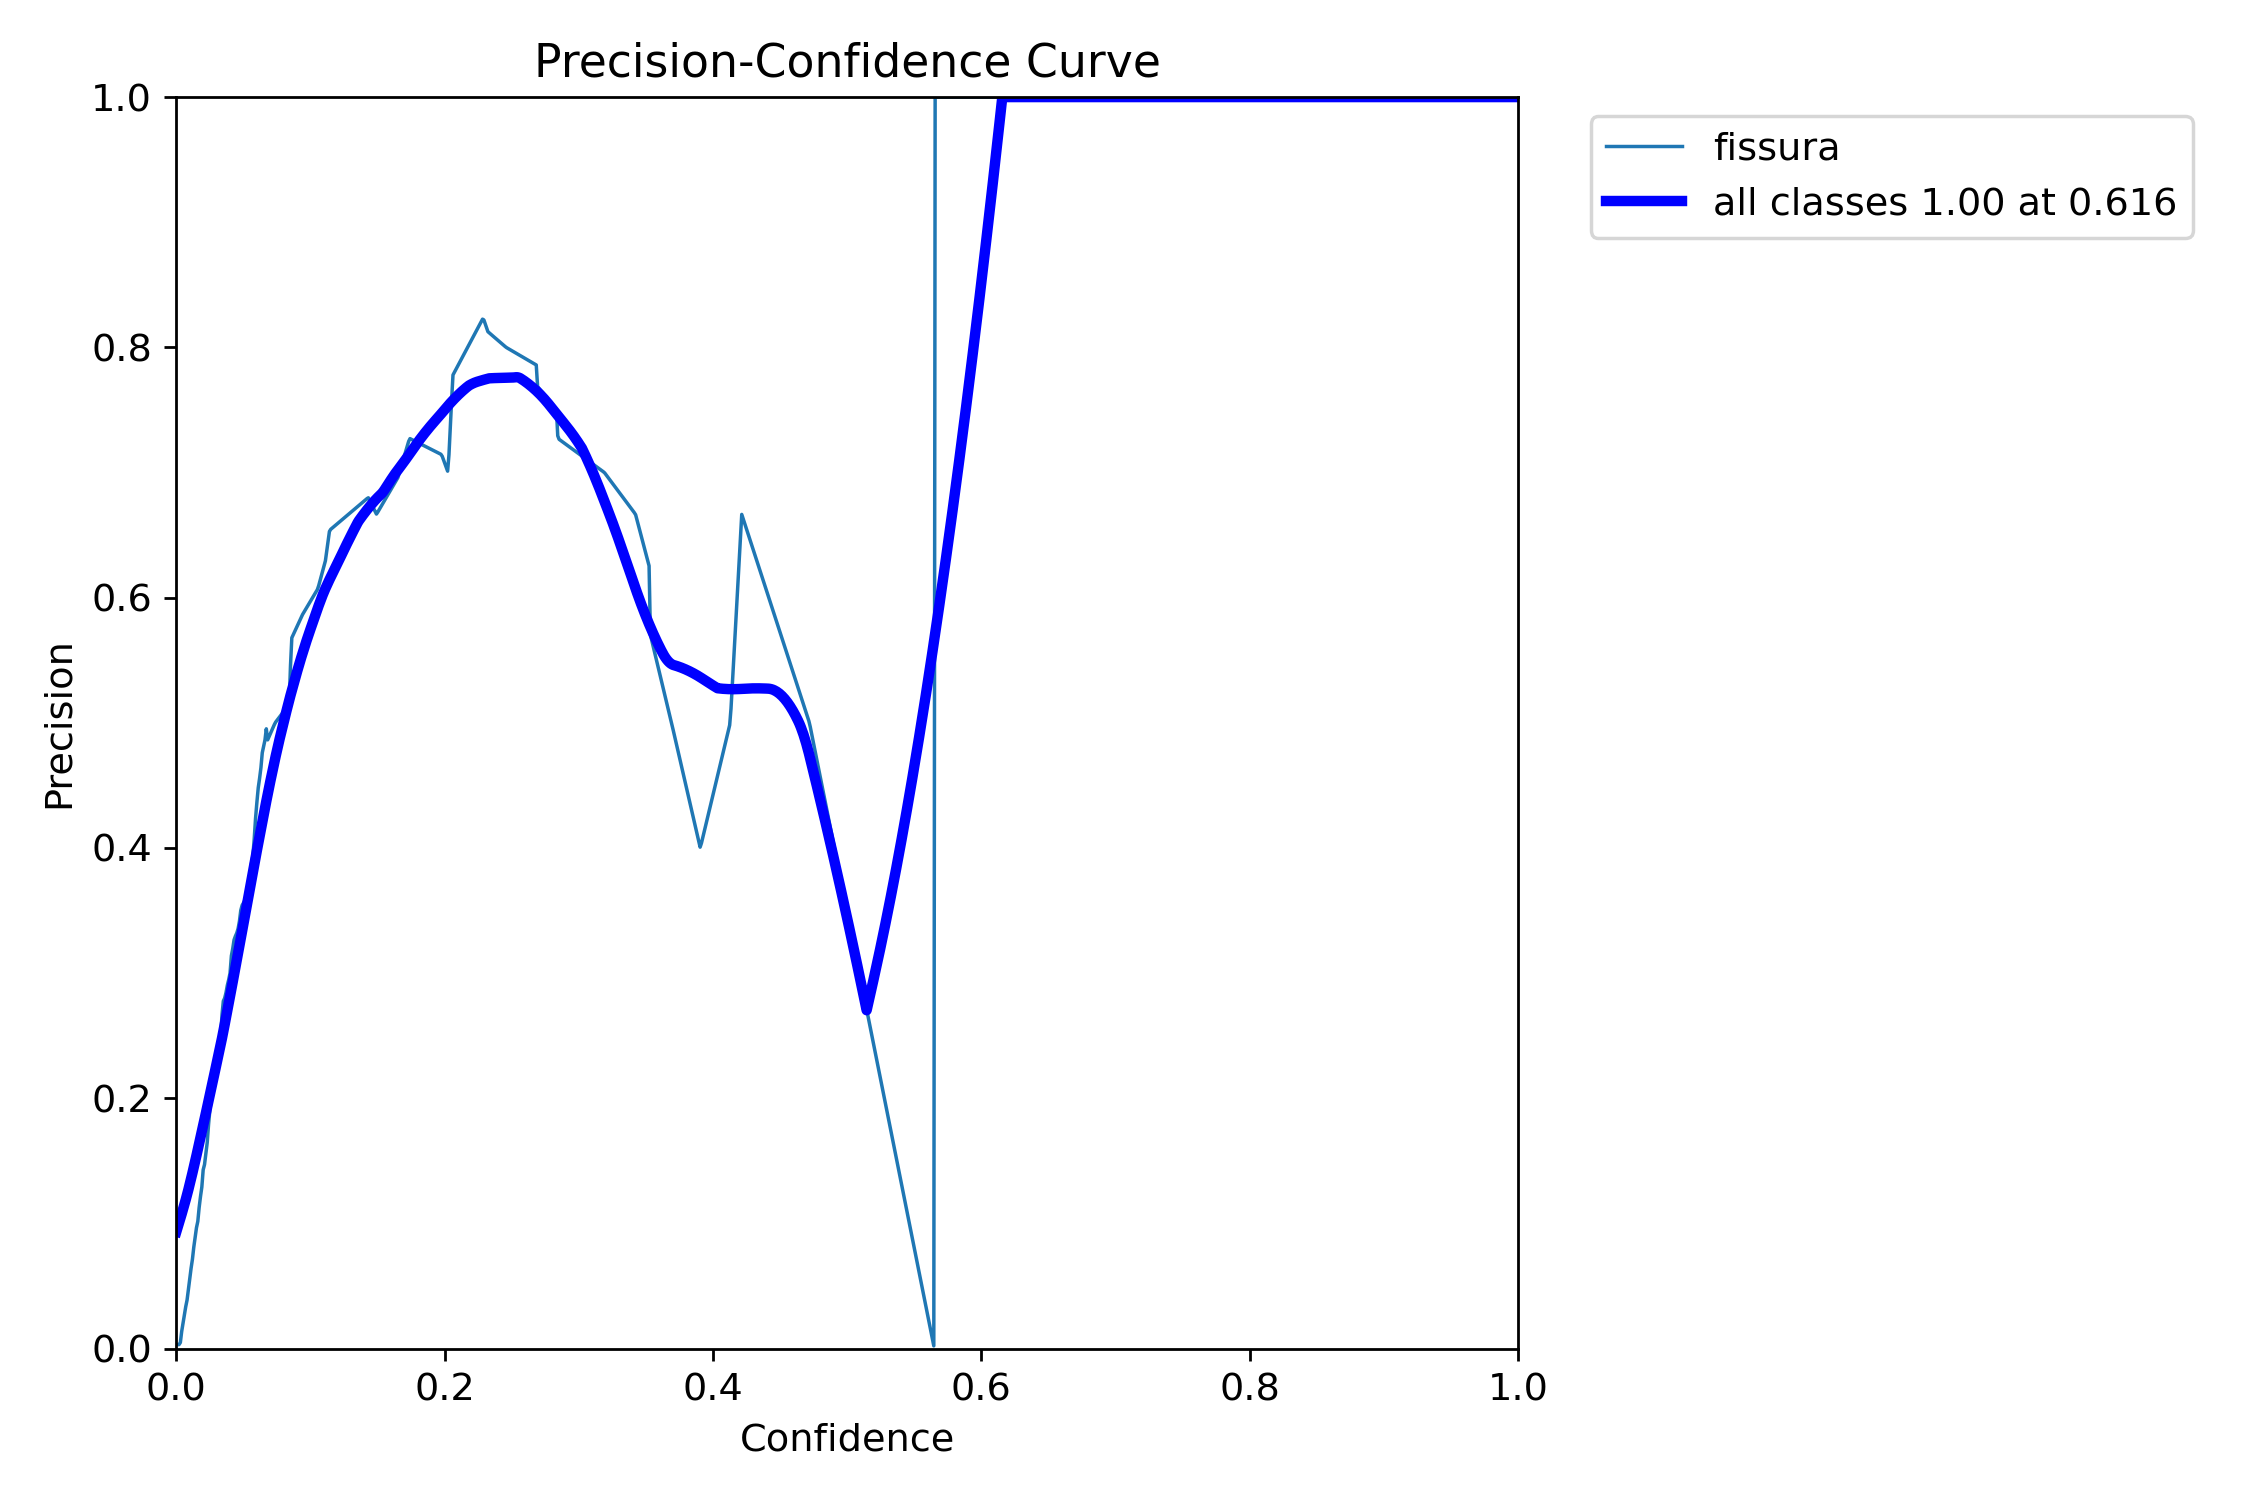 Precision-Confidence Curve
fissura
all classes 1.00 at 0.616
Precision
1.0
0.8
0.6
0.4
0.2
0.0
0.0 0.2 0.4 0.6 0.8 1.0
Confidence